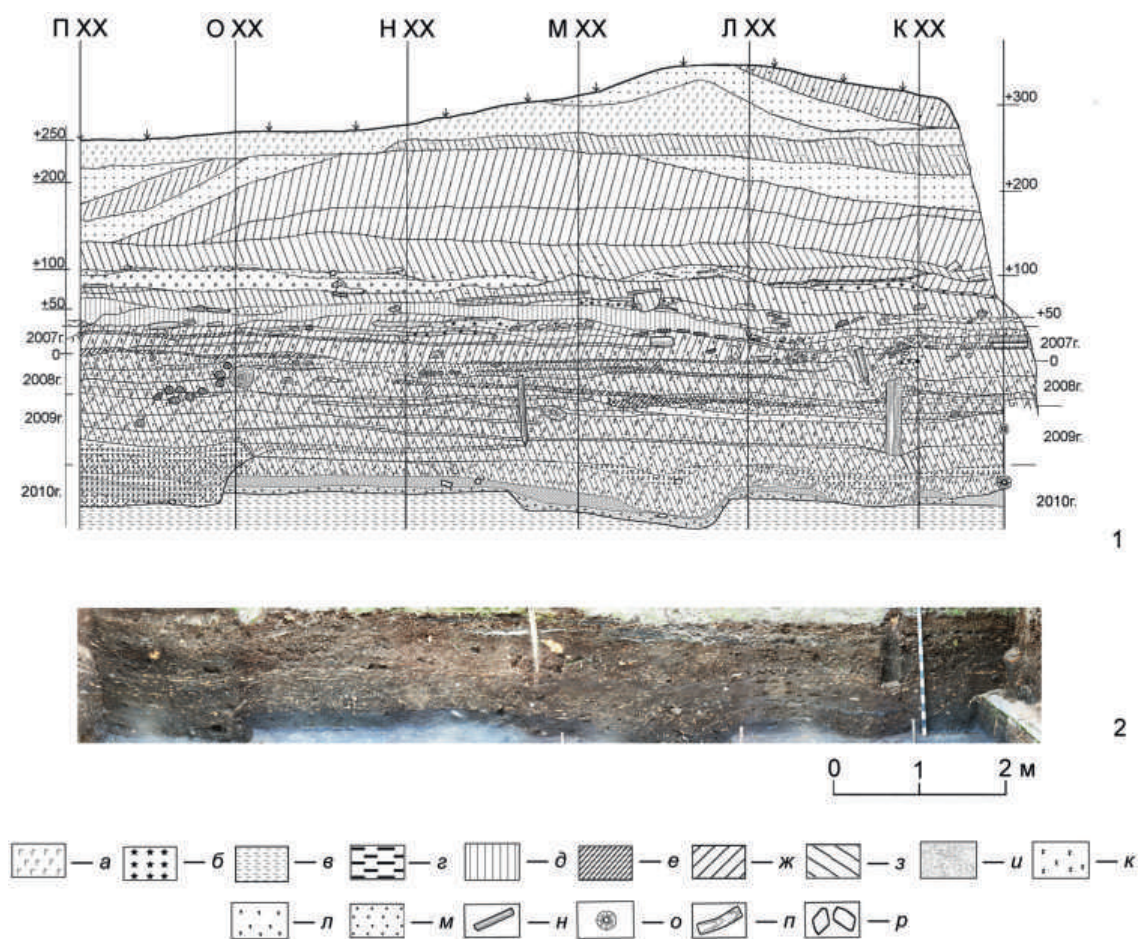 П XX О XX Н XX М XX Л XX К XX
+250
+200
+100
+50
2007г.
0
2008г.
2009г.
2010г.
+300
+200
+100
+50
2007г.
0
2008г.
2009г.
2010г.
1
2
0 1 2 м
– а – б – в – г – д – е – ж – з – и – к
– л – м – н – о – п – р